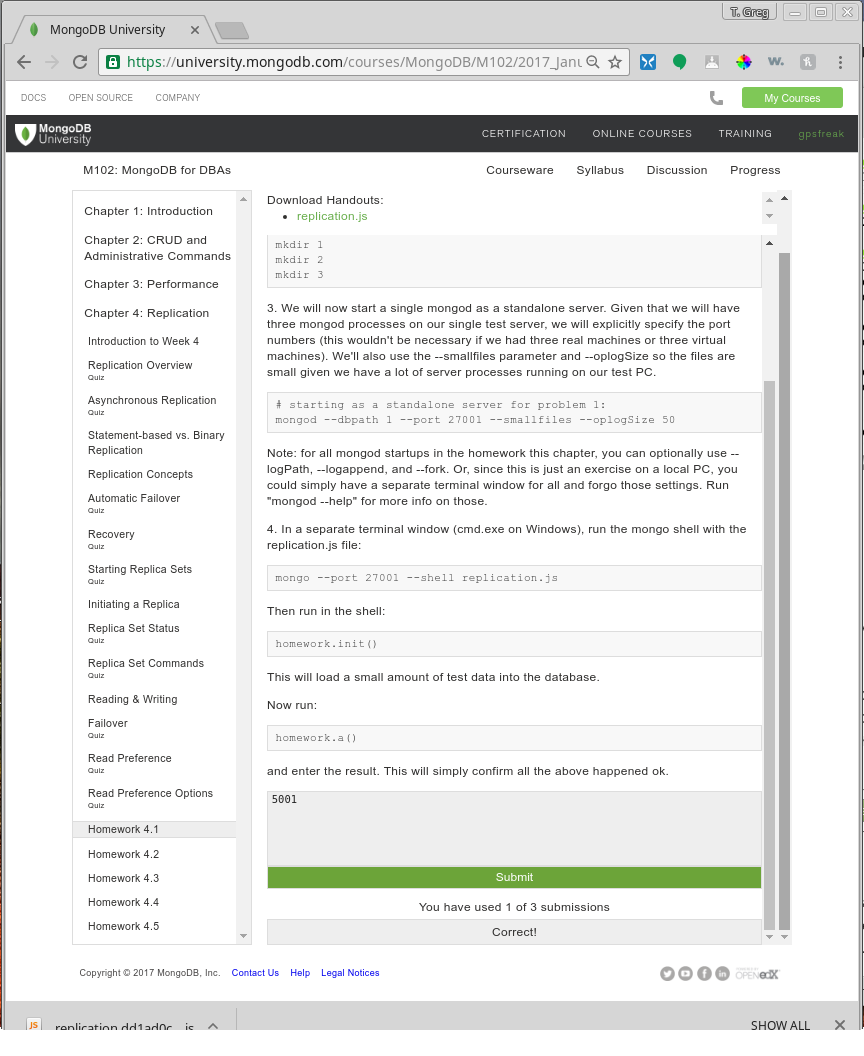 T. Greg
MongoDB University
https://university.mongodb.com/courses/MongoDB/M102/2017_Janu
w.
DOCS OPEN SOURCE COMPANY
My Courses
MongoDB
University
CERTIFICATION ONLINE COURSES TRAINING gpsfreak
M102: MongoDB for DBAs
Courseware Syllabus Discussion Progress
Chapter 1: Introduction
Chapter 2: CRUD and
Administrative Commands
Chapter 3: Performance
Chapter 4: Replication
Introduction to Week 4
Replication Overview
Quiz
Asynchronous Replication
Quiz
Statement-based vs. Binary
Replication
Replication Concepts
Automatic Failover
Quiz
Recovery
Quiz
Starting Replica Sets
Quiz
Initiating a Replica
Replica Set Status
Quiz
Replica Set Commands
Quiz
Reading & Writing
Failover
Quiz
Read Preference
Quiz
Read Preference Options
Quiz
Homework 4.1
Homework 4.2
Homework 4.3
Homework 4.4
Homework 4.5
Download Handouts:
• replication.js
mkdir 1
mkdir 2
mkdir 3
3. We will now start a single mongod as a standalone server. Given that we will have
three mongod processes on our single test server, we will explicitly specify the port
numbers (this wouldn't be necessary if we had three real machines or three virtual
machines). We'll also use the --smallfiles parameter and --oplogSize so the files are
small given we have a lot of server processes running on our test PC.
# starting as a standalone server for problem 1:
mongod --dbpath 1 --port 27001 --smallfiles --oplogSize 50
Note: for all mongod startups in the homework this chapter, you can optionally use --
logPath, --logappend, and --fork. Or, since this is just an exercise on a local PC, you
could simply have a separate terminal window for all and forgo those settings. Run
"mongod --help" for more info on those.
4. In a separate terminal window (cmd.exe on Windows), run the mongo shell with the
replication.js file:
mongo --port 27001 --shell replication.js
Then run in the shell:
homework.init()
This will load a small amount of test data into the database.
Now run:
homework.a()
and enter the result. This will simply confirm all the above happened ok.
5001
Submit
You have used 1 of 3 submissions
Correct!
Copyright © 2017 MongoDB, Inc. Contact Us Help Legal Notices
OPENedX
JS
replication.dd1ad0c....js
SHOW ALL